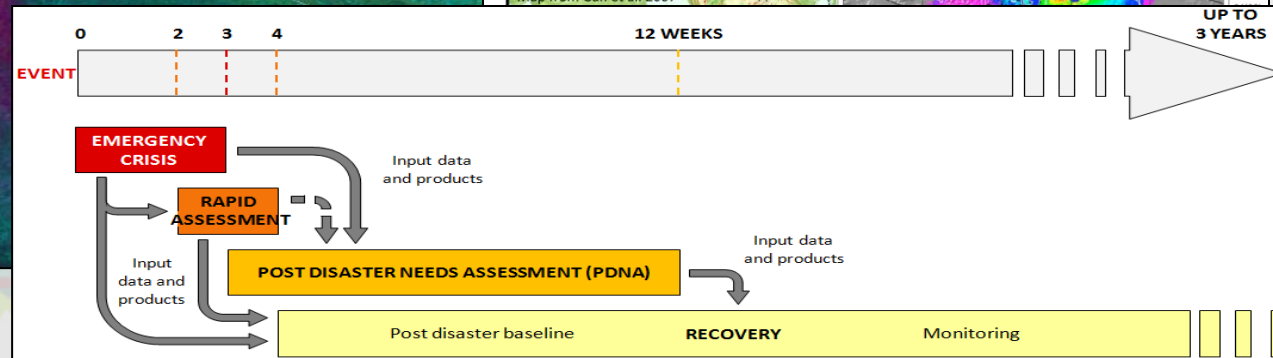 UP TO
0 2 3 4 12 WEEKS 3 YEARS
EVENT
EMERGENCY
CRISIS
Input data
and products
RAPID
ASSESSMENT
Input data
and products
Input
data and
products
POST DISASTER NEEDS ASSESSMENT (PDNA)
Post disaster baseline RECOVERY Monitoring